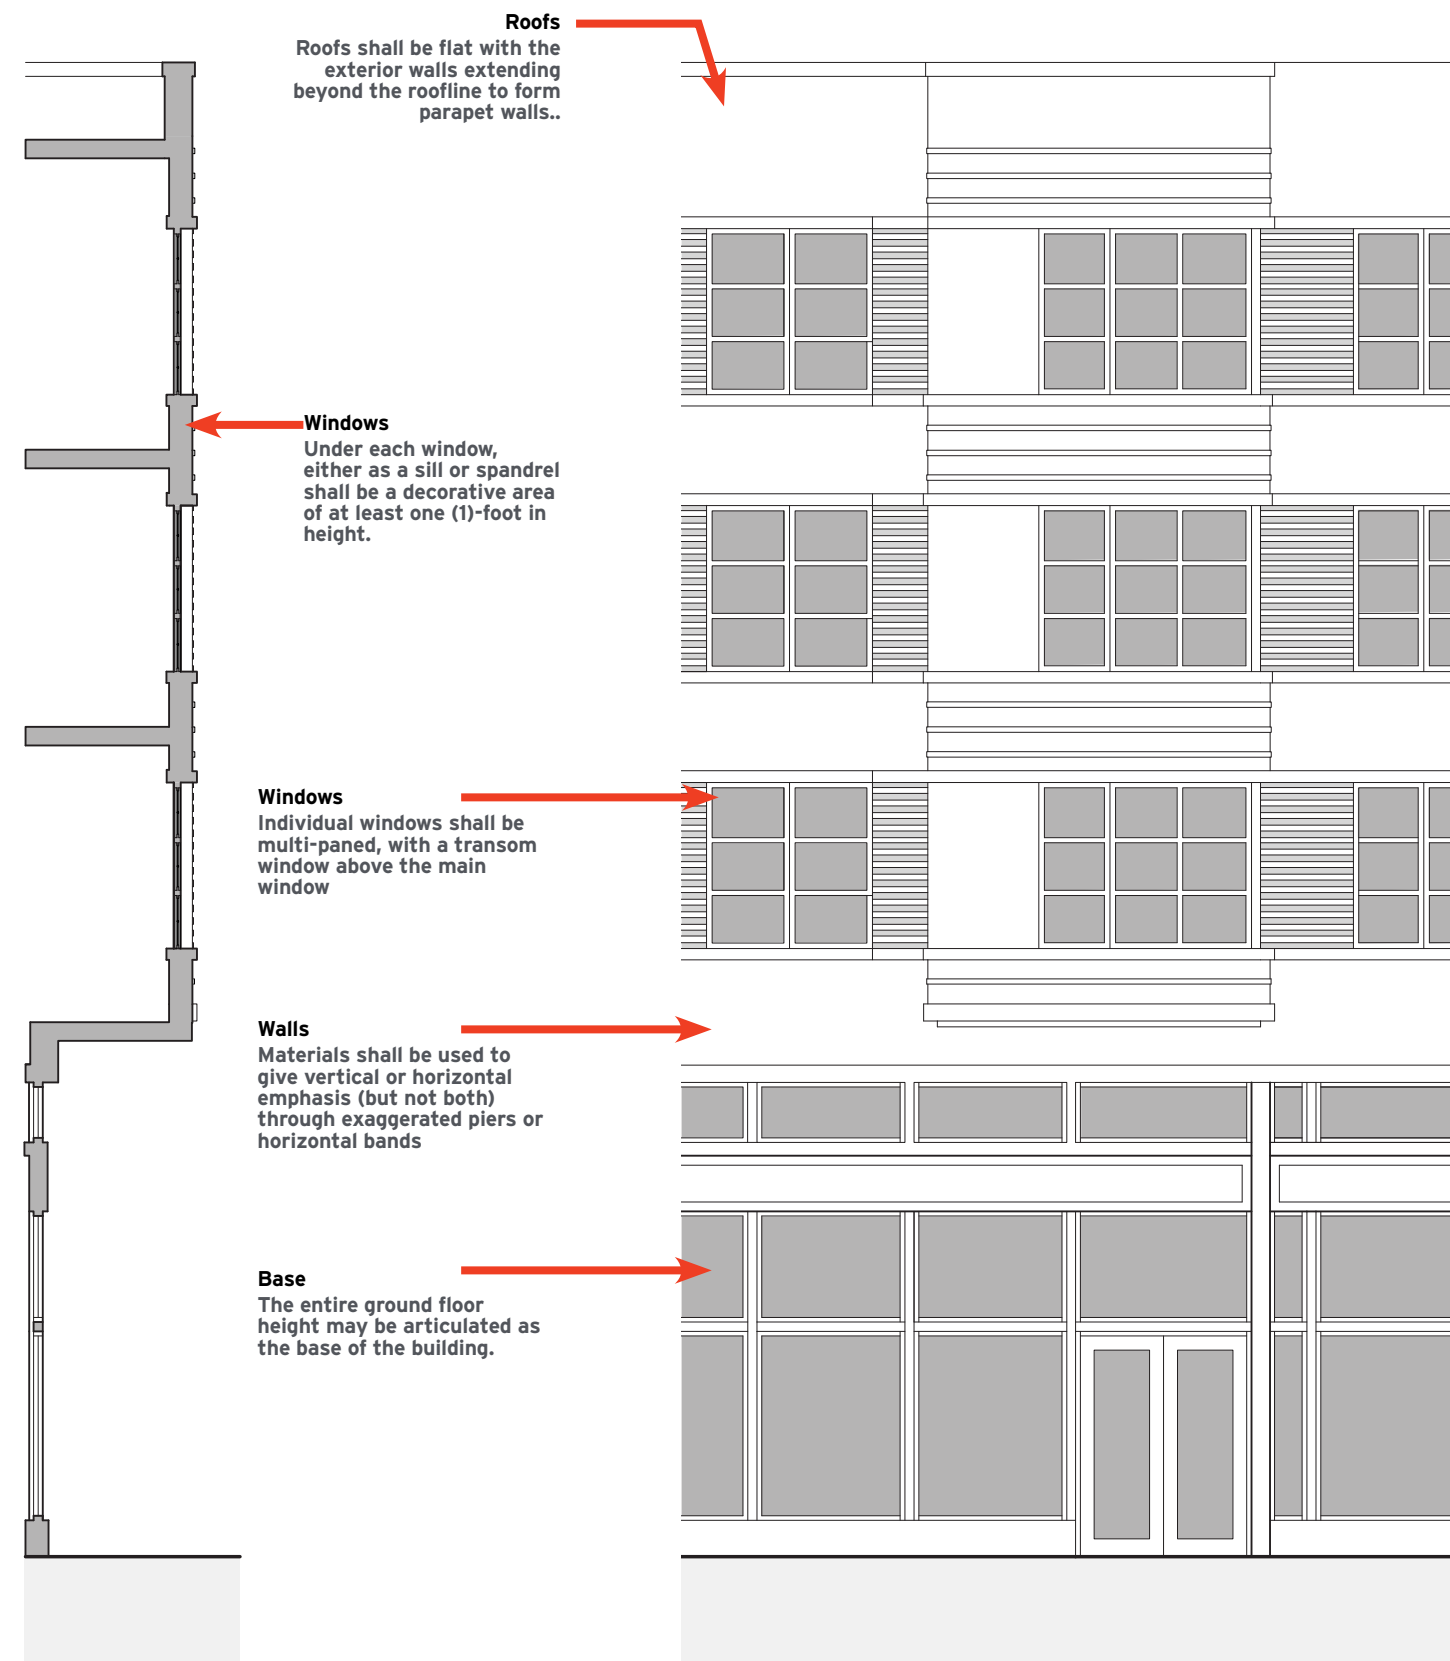 Roofs
Roofs shall be flat with the
exterior walls extending
beyond the roofline to form
parapet walls..
Windows
Under each window,
either as a sill or spandrel
shall be a decorative area
of at least one (1)-foot in
height.
Windows
Individual windows shall be
multi-paned, with a transom
window above the main
window
Walls
Materials shall be used to
give vertical or horizontal
emphasis (but not both)
through exaggerated piers or
horizontal bands
Base
The entire ground floor
height may be articulated as
the base of the building.